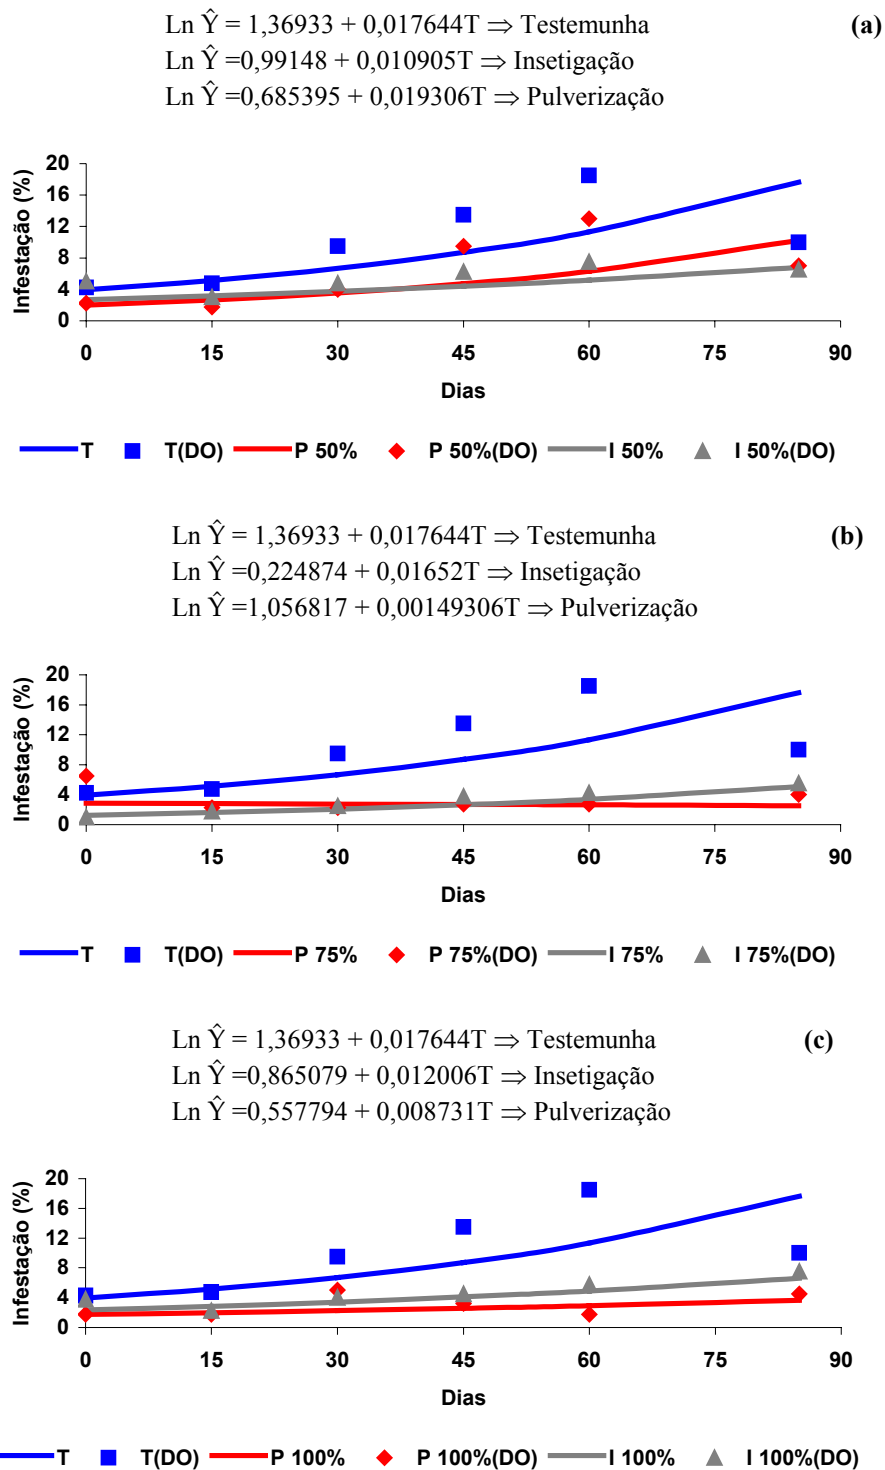 Ln Ŷ = 1,36933 + 0,017644T ⇒ Testemunha (a)
Ln Ŷ =0,99148 + 0,010905T ⇒ Insetigação
Ln Ŷ =0,685395 + 0,019306T ⇒ Pulverização
20
16
12
8
4
0
Infestação (%)
0 15 30 45 60 75 90
Dias
T T(DO) P 50% P 50%(DO) I 50% I 50%(DO)
Ln Ŷ = 1,36933 + 0,017644T ⇒ Testemunha (b)
Ln Ŷ =0,224874 + 0,01652T ⇒ Insetigação
Ln Ŷ =1,056817 + 0,00149306T ⇒ Pulverização
20
16
12
8
4
0
Infestação (%)
0 15 30 45 60 75 90
Dias
T T(DO) P 75% P 75%(DO) I 75% I 75%(DO)
Ln Ŷ = 1,36933 + 0,017644T ⇒ Testemunha (c)
Ln Ŷ =0,865079 + 0,012006T ⇒ Insetigação
Ln Ŷ =0,557794 + 0,008731T ⇒ Pulverização
20
16
12
8
4
0
Infestação (%)
0 15 30 45 60 75 90
Dias
T T(DO) P 100% P 100%(DO) I 100% I 100%(DO)